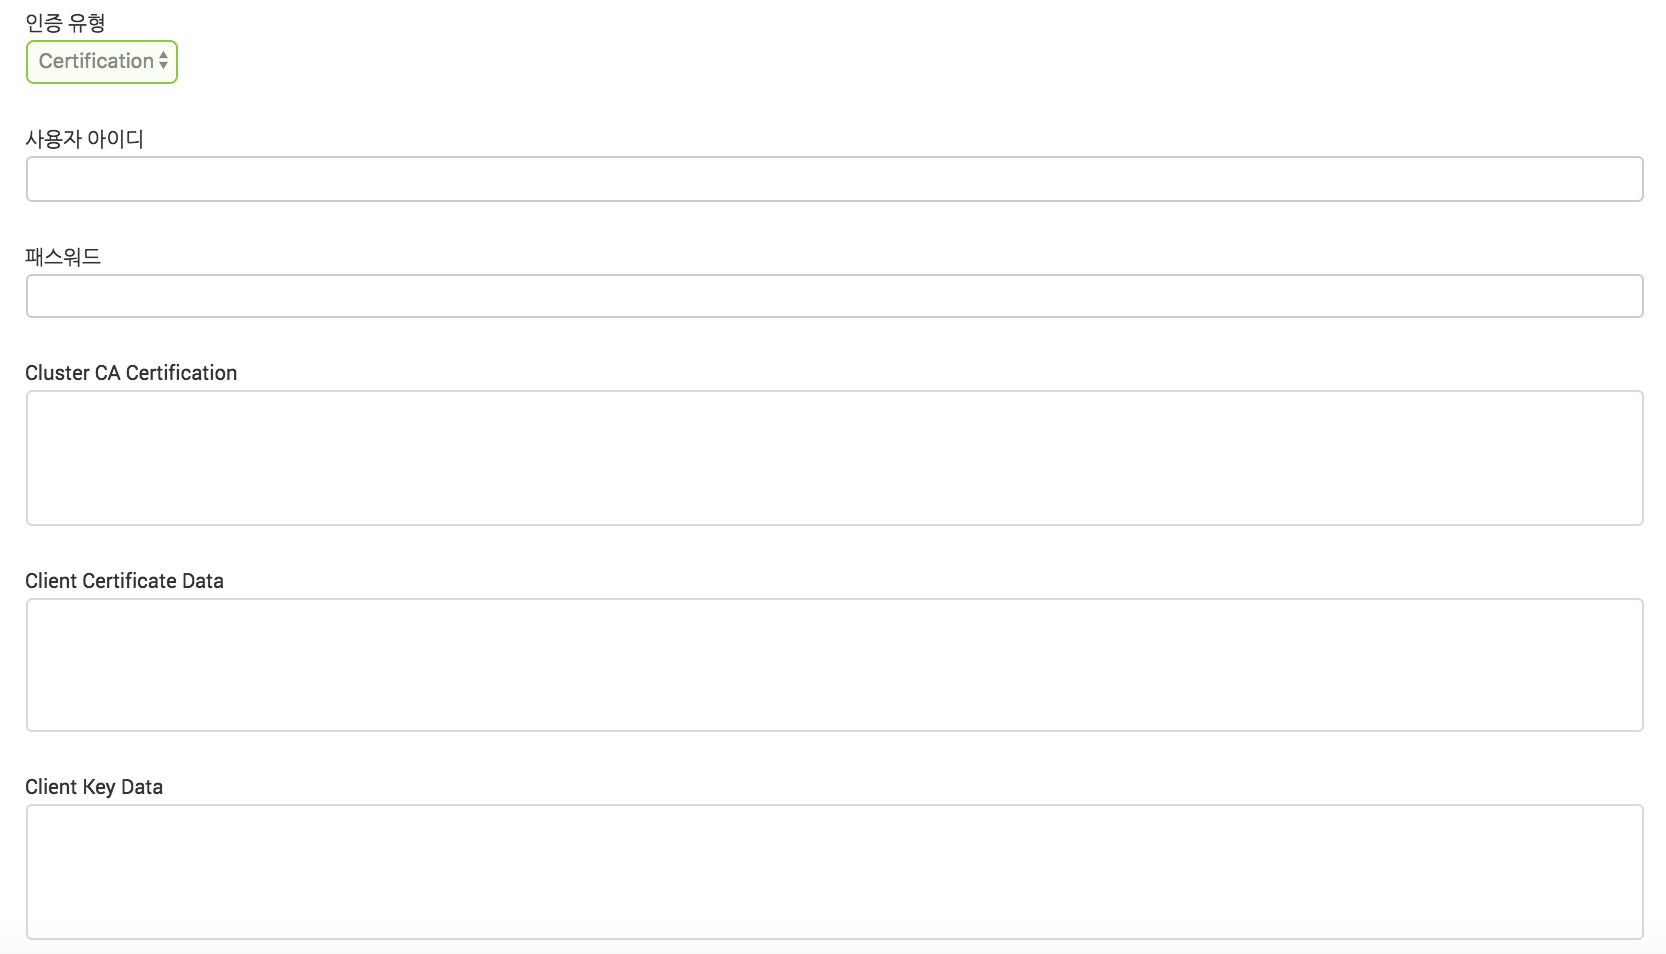 인증 유형
Certification
사용자 아이디
패스워드
Cluster CA Certification
Client Certificate Data
Client Key Data